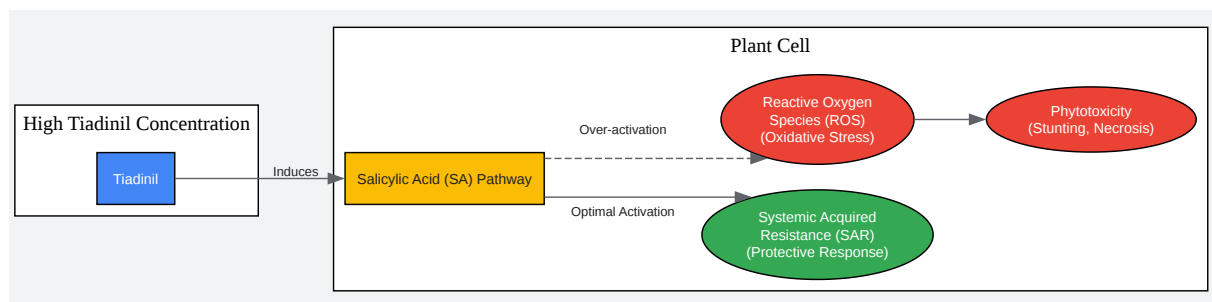 High Tiadinil Concentration
Tiadinil
Induces
Plant Cell
Salicylic Acid (SA) Pathway
Over-activation
Optimal Activation
Reactive Oxygen
Species (ROS)
(Oxidative Stress)
Phytotoxicity
(Stunting, Necrosis)
Systemic Acquired
Resistance (SAR)
(Protective Response)